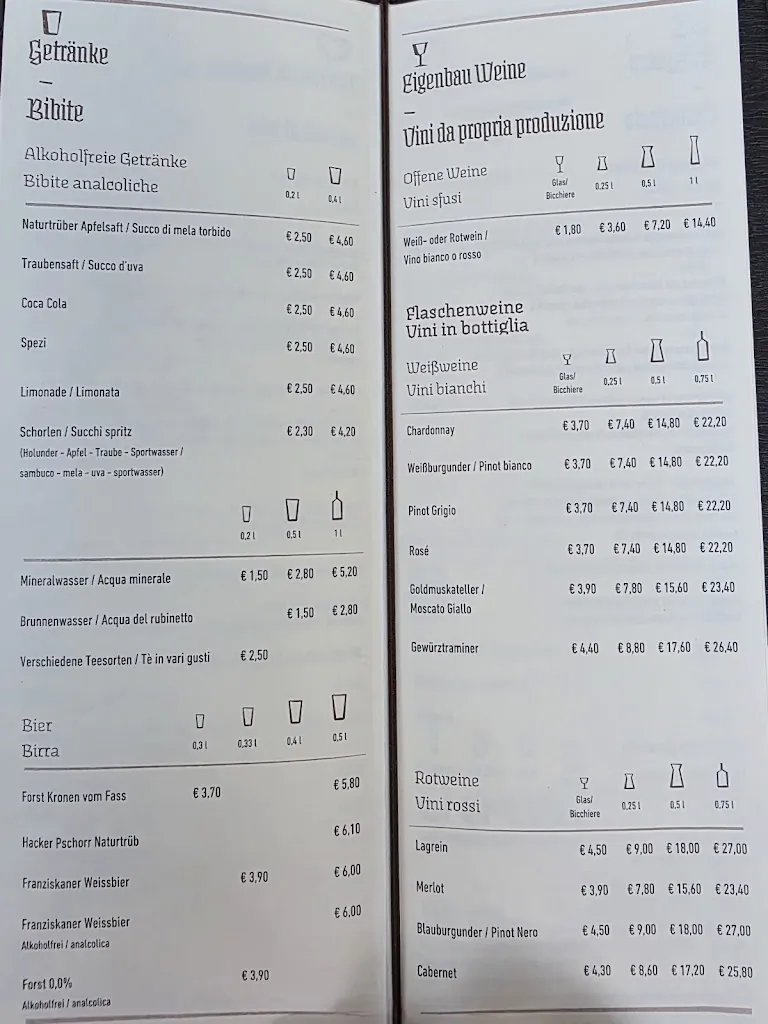 Getränke
–
Bibite
Alkoholfreie Getränke
Bibite analcoliche
0,2 l 0,4 l
Naturtrüber Apfelsaft / Succo di mela torbido € 2,50 € 4,60
Traubensaft / Succo d'uva € 2,50 € 4,60
Coca Cola € 2,50 € 4,60
Spezi € 2,50 € 4,60
Limonade / Limonata € 2,50 € 4,60
Schorlen / Succhi spritz € 2,30 € 4,20
(Holunder - Apfel - Traube - Sportwasser /
sambuco - mela - uva - sportwasser)
0,2 l 0,5 l 1 l
Mineralwasser / Acqua minerale € 1,50 € 2,80 € 5,20
Brunnenwasser / Acqua del rubinetto € 1,50 € 2,80
Verschiedene Teesorten / Tè in vari gusti € 2,50
Bier
Birra
0,3 l 0,33 l 0,4 l 0,5 l
Forst Kronen vom Fass € 3,70 € 5,80
Hacker Pschorr Naturtrüb € 6,10
Franziskaner Weissbier € 3,90 € 6,00
Franziskaner Weissbier € 6,00
Alkoholfrei / analcolica
Forst 0,0% € 3,90
Alkoholfrei / analcolica
Eigenbau Weine
–
Vini da propria produzione
Offene Weine
Vini sfusi
Glas/
Bicchiere 0,25 l 0,5 l 1 l
Weiß- oder Rotwein / € 1,80 € 3,60 € 7,20 € 14,40
Vino bianco o rosso
Flaschenweine
Vini in bottiglia
Weißweine
Vini bianchi
Glas/
Bicchiere 0,25 l 0,5 l 0,75 l
Chardonnay € 3,70 € 7,40 € 14,80 € 22,20
Weißburgunder / Pinot bianco € 3,70 € 7,40 € 14,80 € 22,20
Pinot Grigio € 3,70 € 7,40 € 14,80 € 22,20
Rosé € 3,70 € 7,40 € 14,80 € 22,20
Goldmuskateller / € 3,90 € 7,80 € 15,60 € 23,40
Moscato Giallo
Gewürztraminer € 4,40 € 8,80 € 17,60 € 26,40
Rotweine
Vini rossi
Glas/
Bicchiere 0,25 l 0,5 l 0,75 l
Lagrein € 4,50 € 9,00 € 18,00 € 27,00
Merlot € 3,90 € 7,80 € 15,60 € 23,40
Blauburgunder / Pinot Nero € 4,50 € 9,00 € 18,00 € 27,00
Cabernet € 4,30 € 8,60 € 17,20 € 25,80